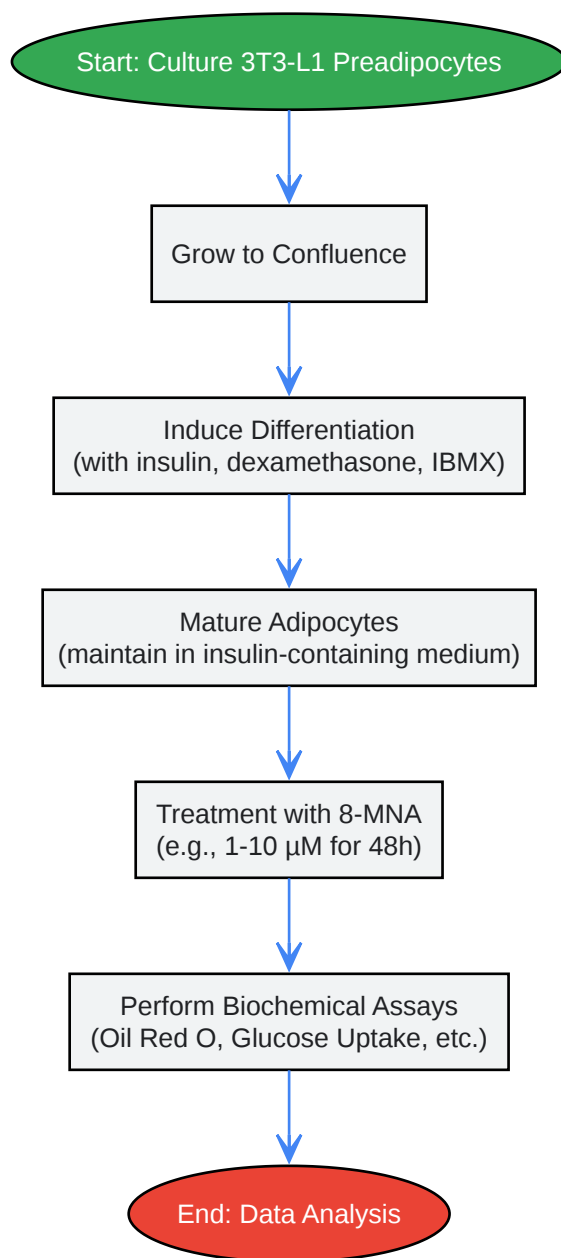 Start: Culture 3T3-L1 Preadipocytes
Grow to Confluence
Induce Differentiation
(with insulin, dexamethasone, IBMX)
Mature Adipocytes
(maintain in insulin-containing medium)
Treatment with 8-MNA
(e.g., 1-10 µM for 48h)
Perform Biochemical Assays
(Oil Red O, Glucose Uptake, etc.)
End: Data Analysis